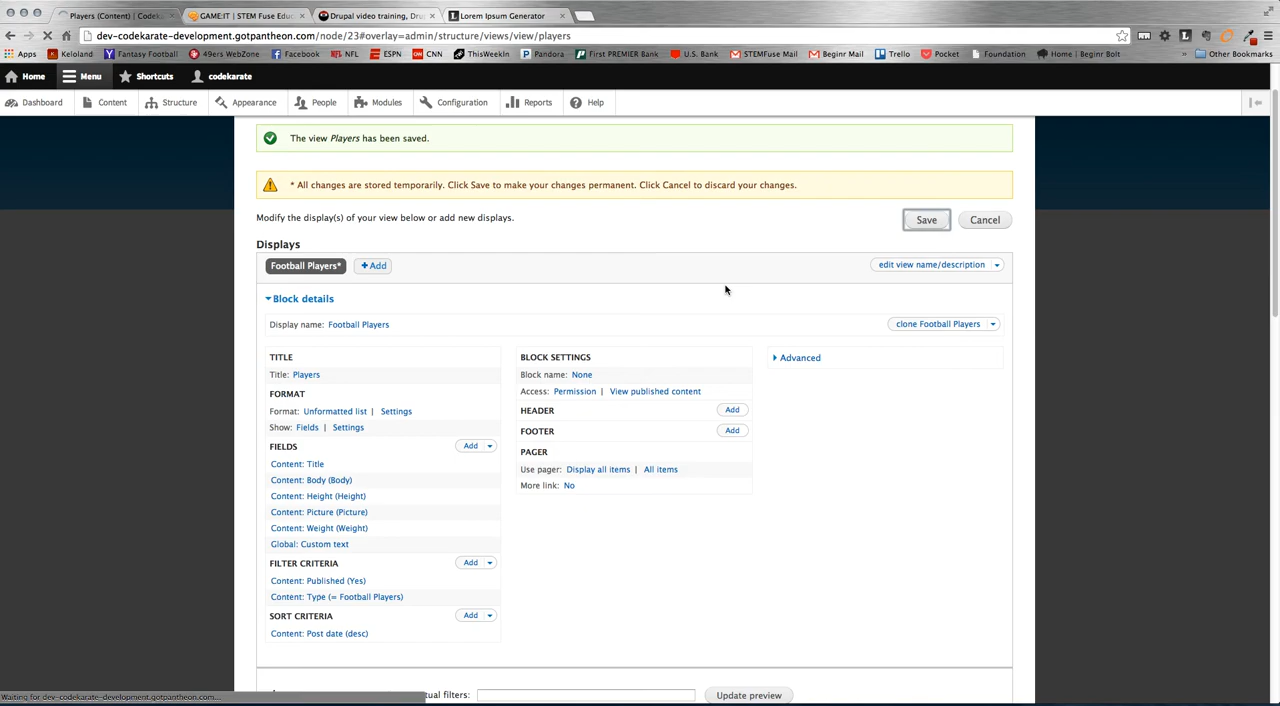 Players (Content) | Codek
GAME:IT | STEM Fuse Educ
Drupal video training, Dru
Lorem Ipsum Generator
dev-codekarate-development.gotpantheon.com/node/23#overlay=admin/structure/views/view/players
Apps Keloland Fantasy Football 49ers WebZone Facebook NFL ESPN CNN ThisWeekIn Pandora First PREMIER Bank U.S. Bank STEMFuse Mail Beginr Mail Trello Pocket Foundation Home | Beginr Bolt Other Bookmarks
Home Menu Shortcuts codekarate
Dashboard Content Structure Appearance People Modules Configuration Reports Help
The view Players has been saved.
* All changes are stored temporarily. Click Save to make your changes permanent. Click Cancel to discard your changes.
Modify the display(s) of your view below or add new displays.
Save Cancel
Displays
Football Players* + Add edit view name/description
Block details
Display name: Football Players clone Football Players
TITLE
Title: Players
FORMAT
Format: Unformatted list | Settings
Show: Fields | Settings
FIELDS Add
Content: Title
Content: Body (Body)
Content: Height (Height)
Content: Picture (Picture)
Content: Weight (Weight)
Global: Custom text
FILTER CRITERIA Add
Content: Published (Yes)
Content: Type (= Football Players)
SORT CRITERIA Add
Content: Post date (desc)
BLOCK SETTINGS
Block name: None
Access: Permission | View published content
HEADER Add
FOOTER Add
PAGER
Use pager: Display all items | All items
More link: No
Advanced
Waiting for dev-codekarate-development.gotpantheon.com...
tual filters: Update preview